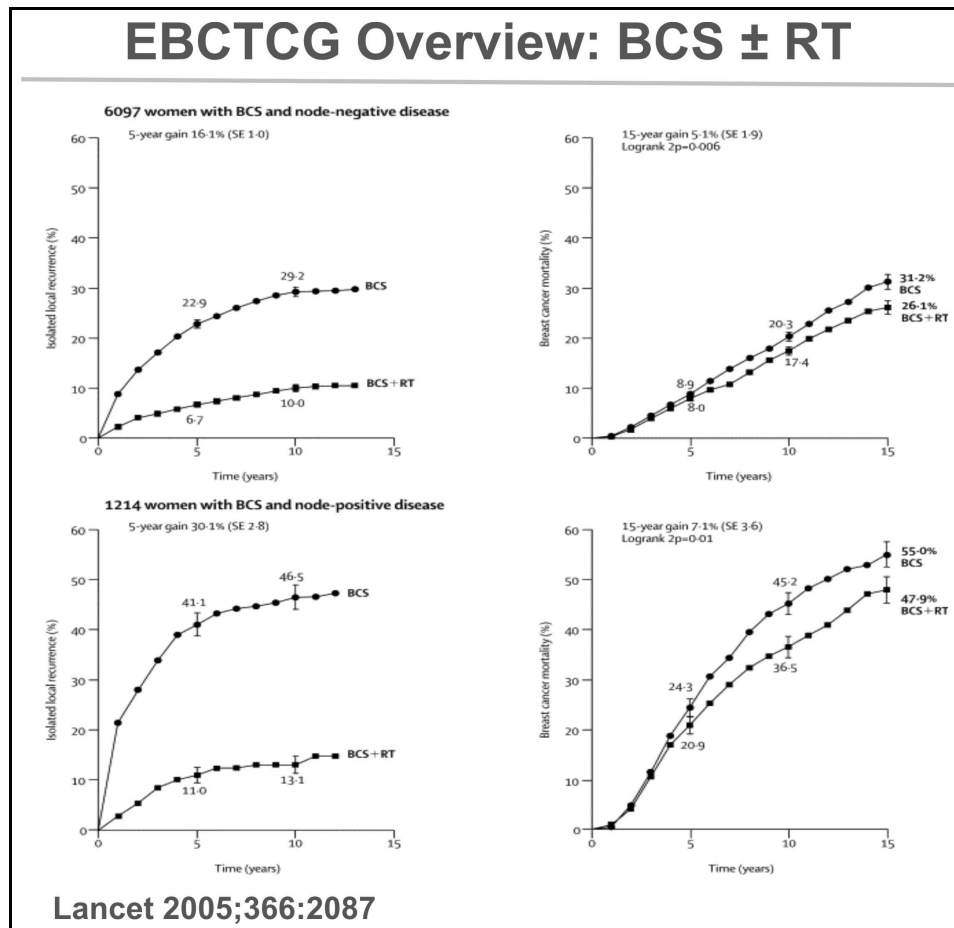 EBCTCG Overview: BCS ± RT
6097 women with BCS and node-negative disease
5-year gain 16·1% (SE 1·0)
60
50
40
30
20
10
0
Isolated local recurrence (%)
22·9
29·2
BCS
6·7
10·0
BCS+RT
0
5
10
15
Time (years)
15-year gain 5·1% (SE 1·9)
Logrank 2p=0·006
60
50
40
30
20
10
0
Breast cancer mortality (%)
8·9
8·0
20·3
17·4
31·2%
BCS
26·1%
BCS+RT
0
5
10
15
Time (years)
1214 women with BCS and node-positive disease
5-year gain 30·1% (SE 2·8)
60
50
40
30
20
10
0
Isolated local recurrence (%)
41·1
46·5
BCS
11·0
13·1
BCS+RT
0
5
10
15
Time (years)
15-year gain 7·1% (SE 3·6)
Logrank 2p=0·01
60
50
40
30
20
10
0
Breast cancer mortality (%)
24·3
20·9
45·2
36·5
55·0%
BCS
47·9%
BCS+RT
0
5
10
15
Time (years)
Lancet 2005;366:2087